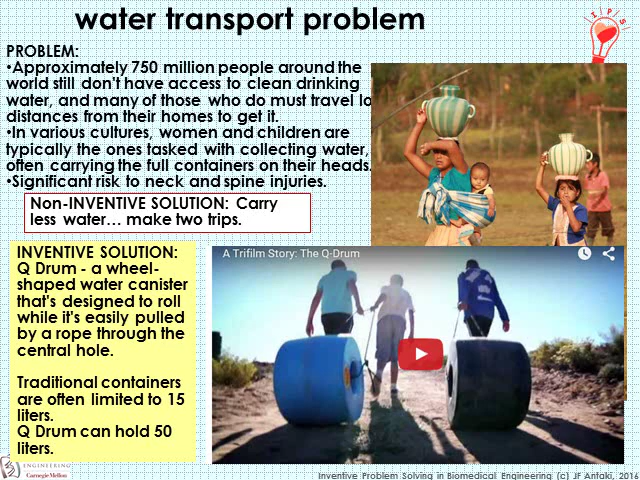 water transport problem
I P S
PROBLEM:
•Approximately 750 million people around the
world still don't have access to clean drinking
water, and many of those who do must travel lo
distances from their homes to get it.
•In various cultures, women and children are
typically the ones tasked with collecting water,
often carrying the full containers on their heads.
•Significant risk to neck and spine injuries.
Non-INVENTIVE SOLUTION: Carry
less water… make two trips.
INVENTIVE SOLUTION:
Q Drum - a wheel-
shaped water canister
that's designed to roll
while it's easily pulled
by a rope through the
central hole.
Traditional containers
are often limited to 15
liters.
Q Drum can hold 50
liters.
A Trifilm Story: The Q-Drum
ENGINEERING
Carnegie Mellon
Inventive Problem Solving in Biomedical Engineering (c) JF Antaki, 2016